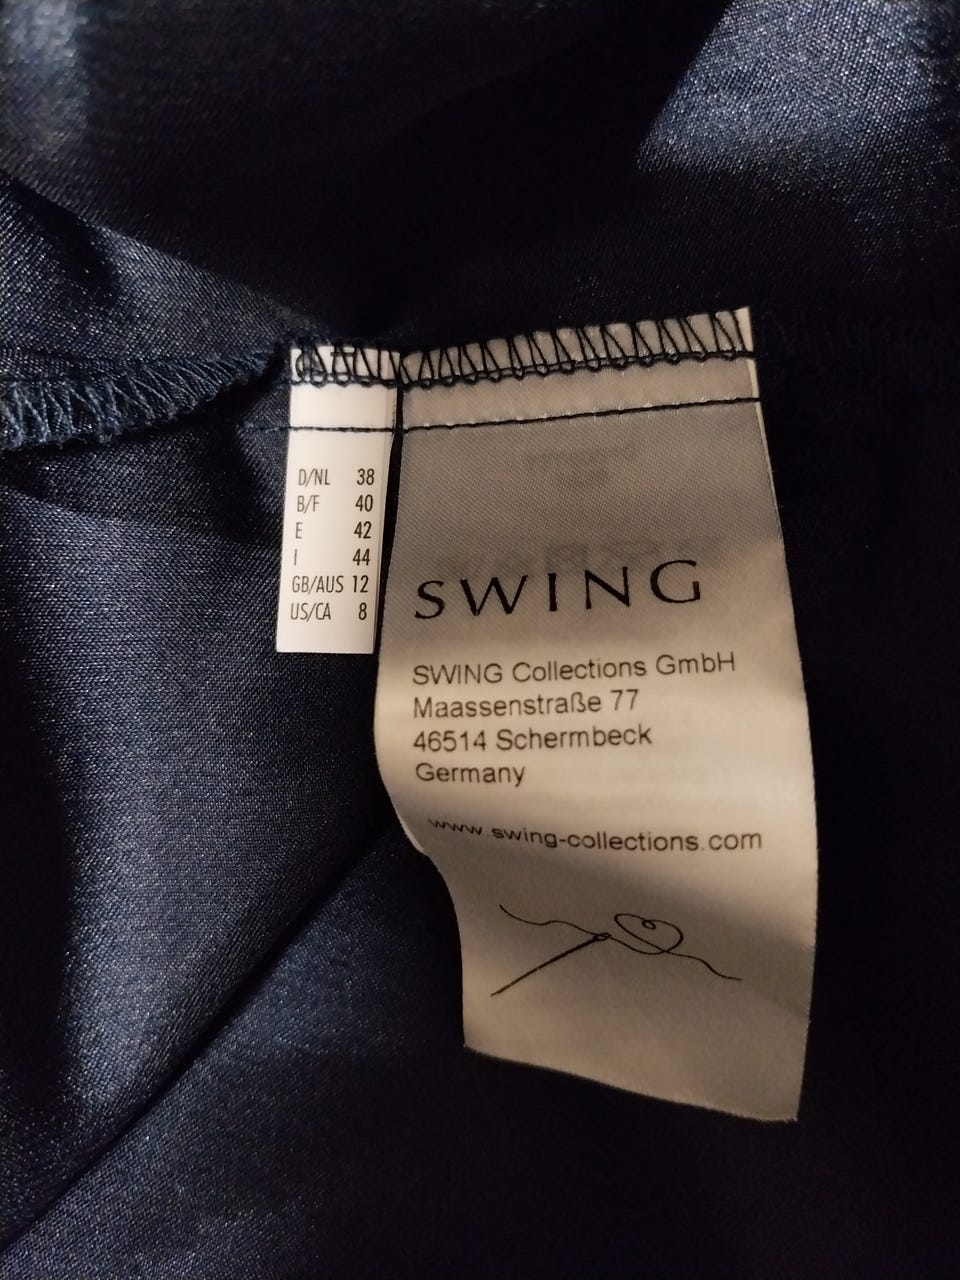 D/NL 38
B/F 40
E 42
I 44
GB/AUS 12
US/CA 8
SWING
SWING Collections GmbH
Maassenstraße 77
46514 Schermbeck
Germany
www.swing-collections.com